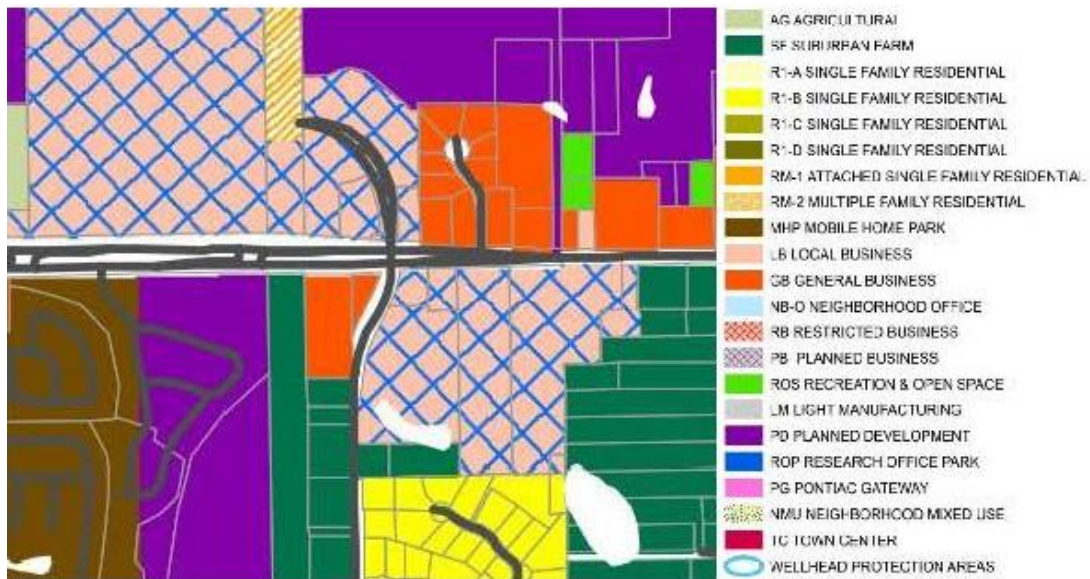 AG AGRICULTURAL
SF SUBURBAN FARM
R1-A SINGLE FAMILY RESIDENTIAL
R1-B SINGLE FAMILY RESIDENTIAL
R1-C SINGLE FAMILY RESIDENTIAL
R1-D SINGLE FAMILY RESIDENTIAL
RM-1 ATTACHED SINGLE FAMILY RESIDENTIAL
RM-2 MULTIPLE FAMILY RESIDENTIAL
MHP MOBILE HOME PARK
LB LOCAL BUSINESS
GB GENERAL BUSINESS
NB-O NEIGHBORHOOD OFFICE
RB RESTRICTED BUSINESS
PB PLANNED BUSINESS
ROS RECREATION & OPEN SPACE
LM LIGHT MANUFACTURING
PD PLANNED DEVELOPMENT
ROP RESEARCH OFFICE PARK
PG PONTIAC GATEWAY
NMU NEIGHBORHOOD MIXED USE
TC TOWN CENTER
WELLHEAD PROTECTION AREAS